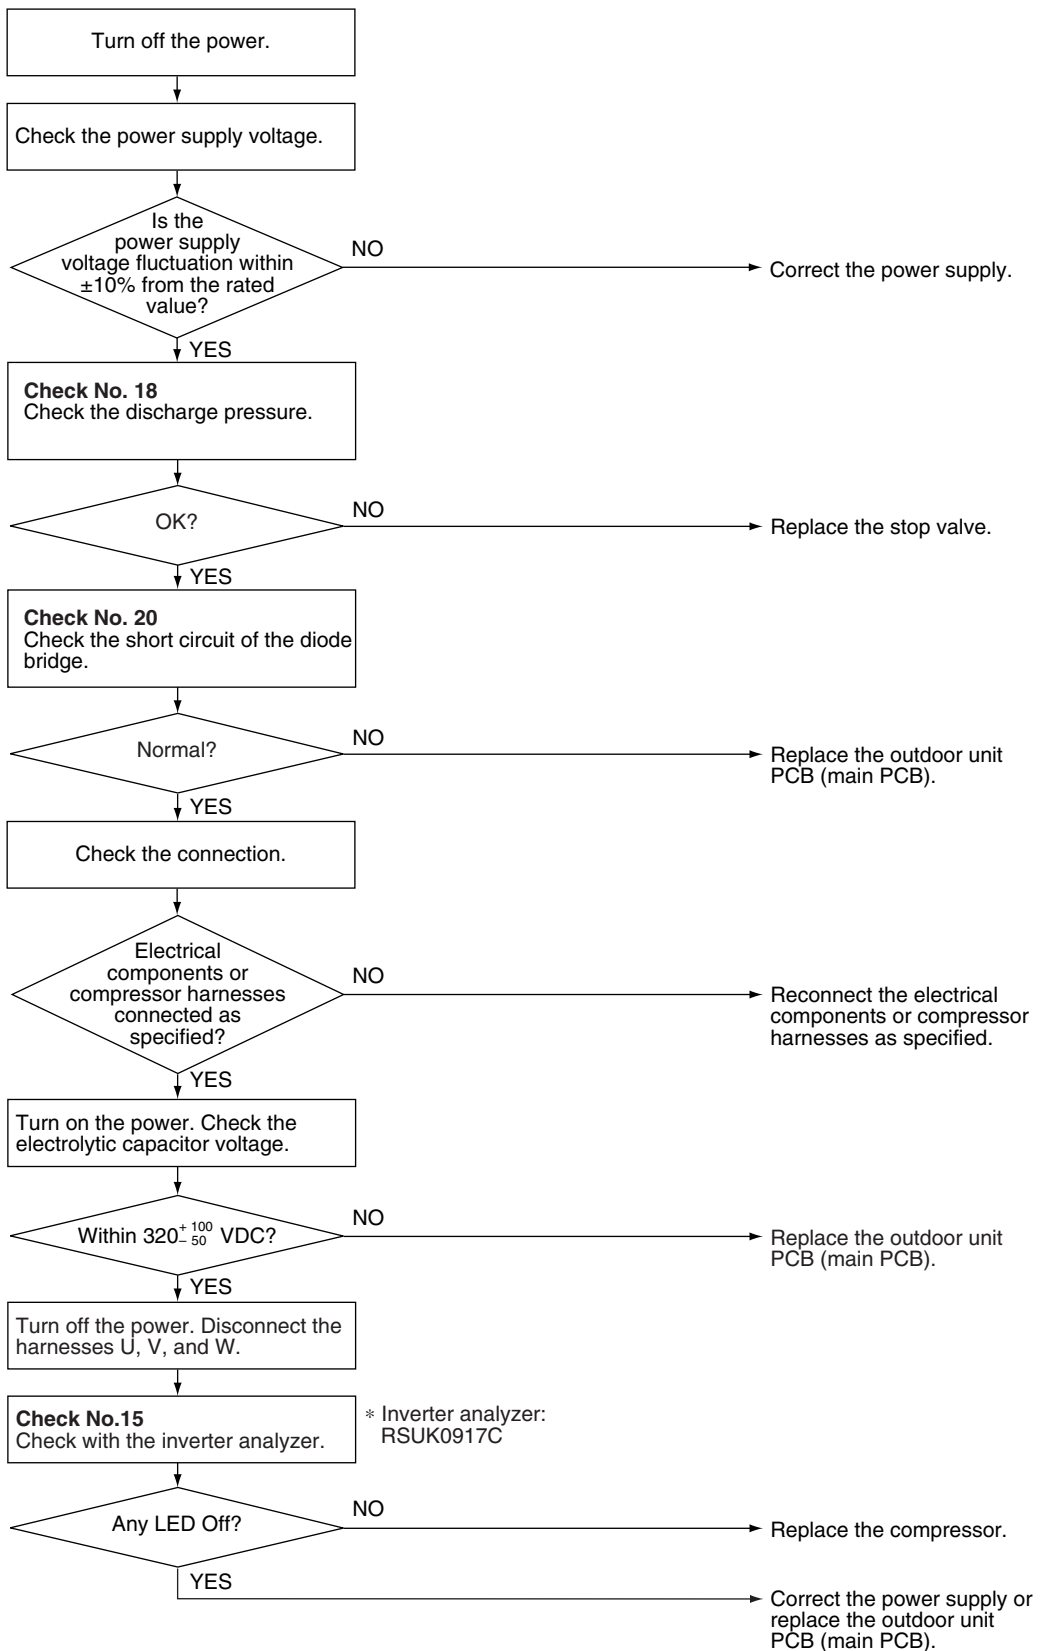 Turn off the power.
Check the power supply voltage.
Is the
power supply
voltage fluctuation within
±10% from the rated
value?
NO
Correct the power supply.
YES
Check No. 18
Check the discharge pressure.
OK?
NO
Replace the stop valve.
YES
Check No. 20
Check the short circuit of the diode
bridge.
Normal?
NO
Replace the outdoor unit
PCB (main PCB).
YES
Check the connection.
Electrical
components or
compressor harnesses
connected as
specified?
NO
Reconnect the electrical
components or compressor
harnesses as specified.
YES
Turn on the power. Check the
electrolytic capacitor voltage.
Within 320 + 100 – 50 VDC?
NO
Replace the outdoor unit
PCB (main PCB).
YES
Turn off the power. Disconnect the
harnesses U, V, and W.
Check No.15
Check with the inverter analyzer.
* Inverter analyzer:
RSUK0917C
Any LED Off?
NO
Replace the compressor.
YES
Correct the power supply or
replace the outdoor unit
PCB (main PCB).